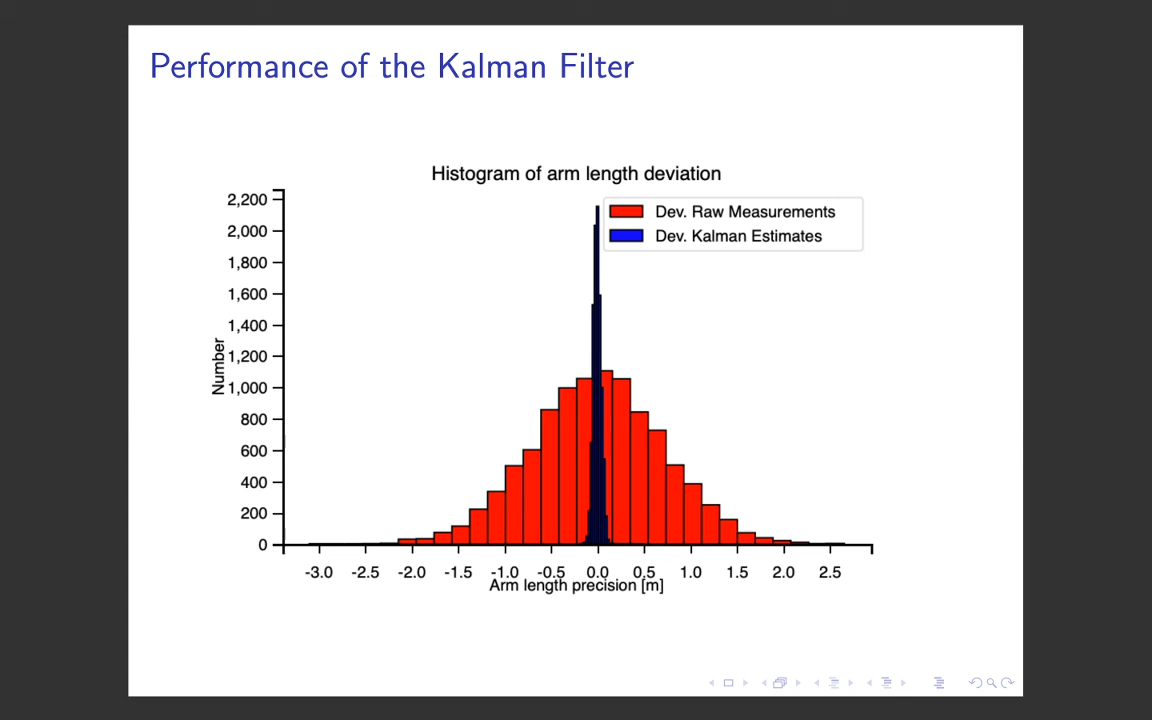 Performance of the Kalman Filter
Histogram of arm length deviation
Dev. Raw Measurements
Dev. Kalman Estimates
Number
2,200
2,000
1,800
1,600
1,400
1,200
1,000
800
600
400
200
0
-3.0 -2.5 -2.0 -1.5 -1.0 -0.5 0.0 0.5 1.0 1.5 2.0 2.5
Arm length precision [m]